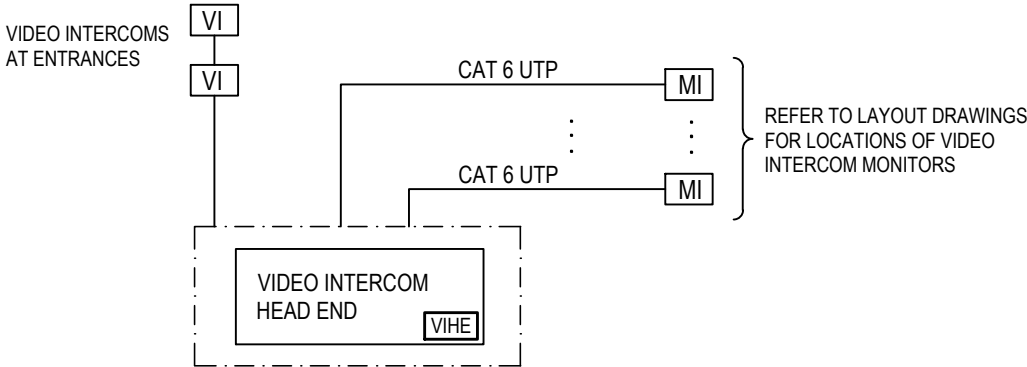 VIDEO INTERCOMS
AT ENTRANCES
VI
VI
CAT 6 UTP
MI
CAT 6 UTP
MI
REFER TO LAYOUT DRAWINGS
FOR LOCATIONS OF VIDEO
INTERCOM MONITORS
VIDEO INTERCOM
HEAD END
VIHE